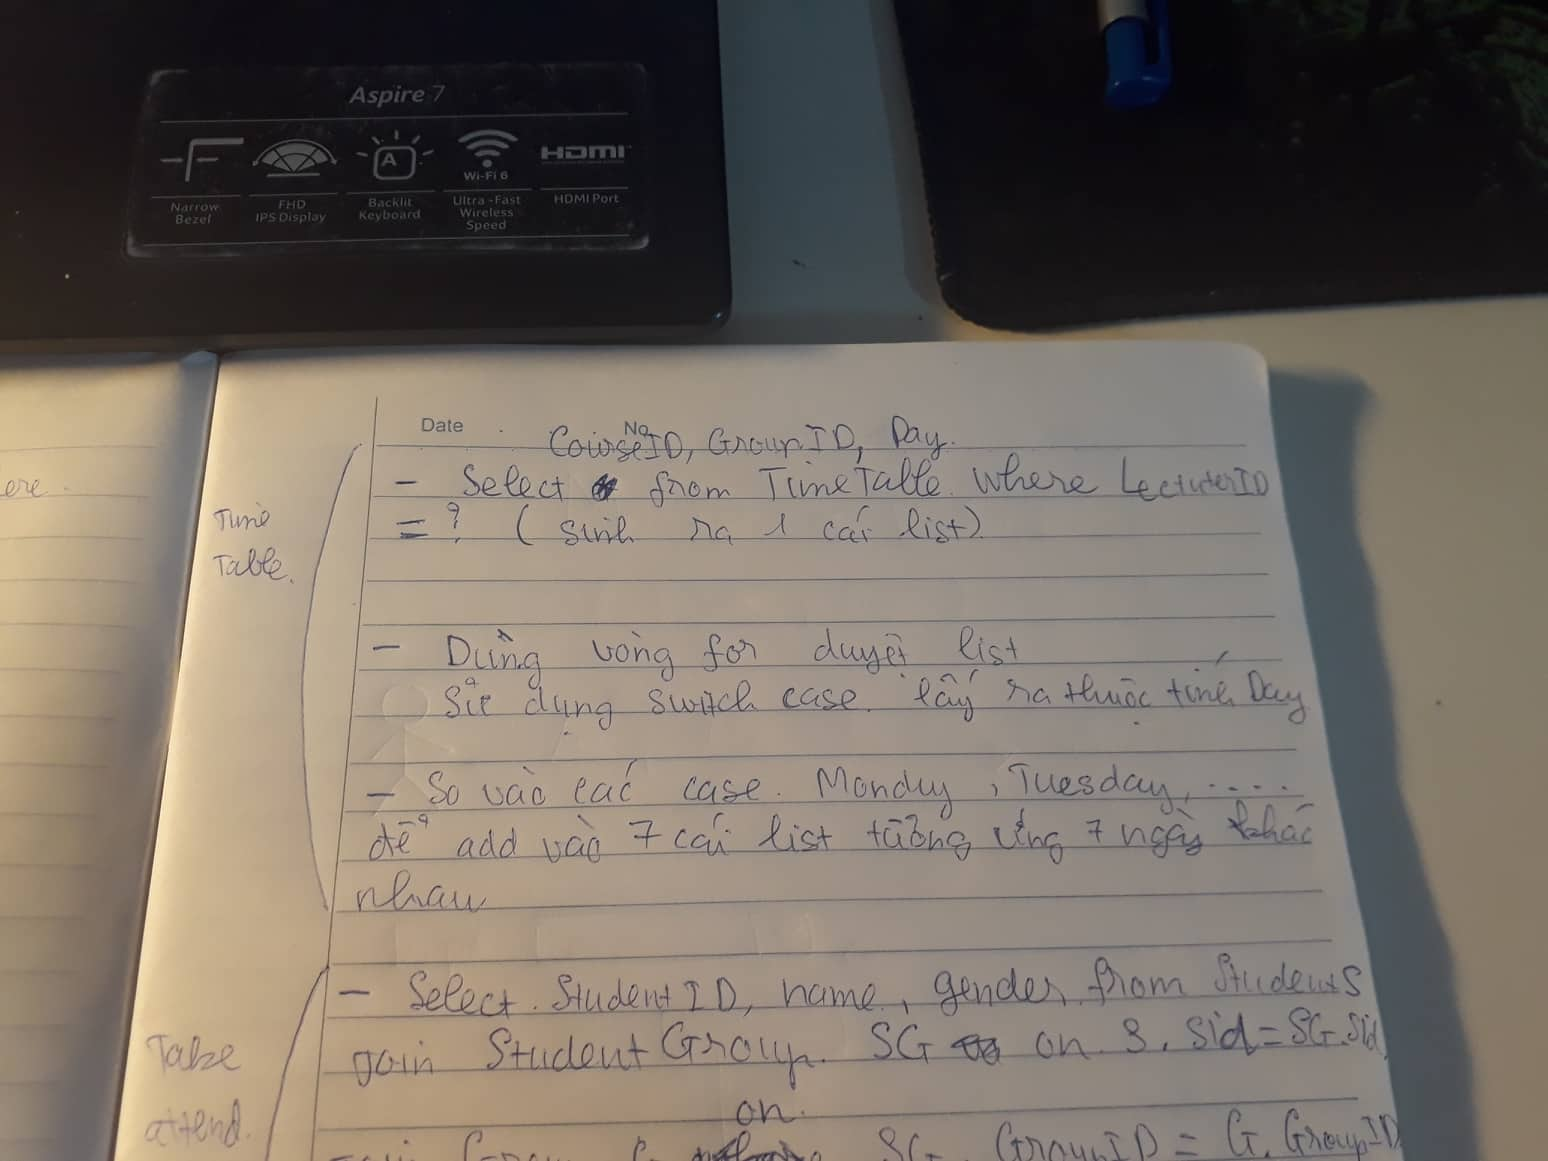 Aspire 7
Wi-Fi 6
HDMI
Narrow Bezel
FHD IPS Display
Backlit Keyboard
Ultra-Fast Wireless Speed
HDMI Port
ere.
Date No.
CourseID, GroupID, Day.
- Select from TimeTable where LecturerID
= ? ( sinh ra 1 cái list)
Time
Table.
- Dùng vòng for duyệt list
Sử dụng switch case. lấy ra thuộc tính Day
- So vào các case. Monday, Tuesday, ....
để add vào 7 cái list tương ứng 7 ngày khác
nhau
- Select StudentID, name, gender from Student S
join StudentGroup SG on S.Sid = SG.Sid
Take
attend.
on
join Group G SG. GroupID = G.GroupID